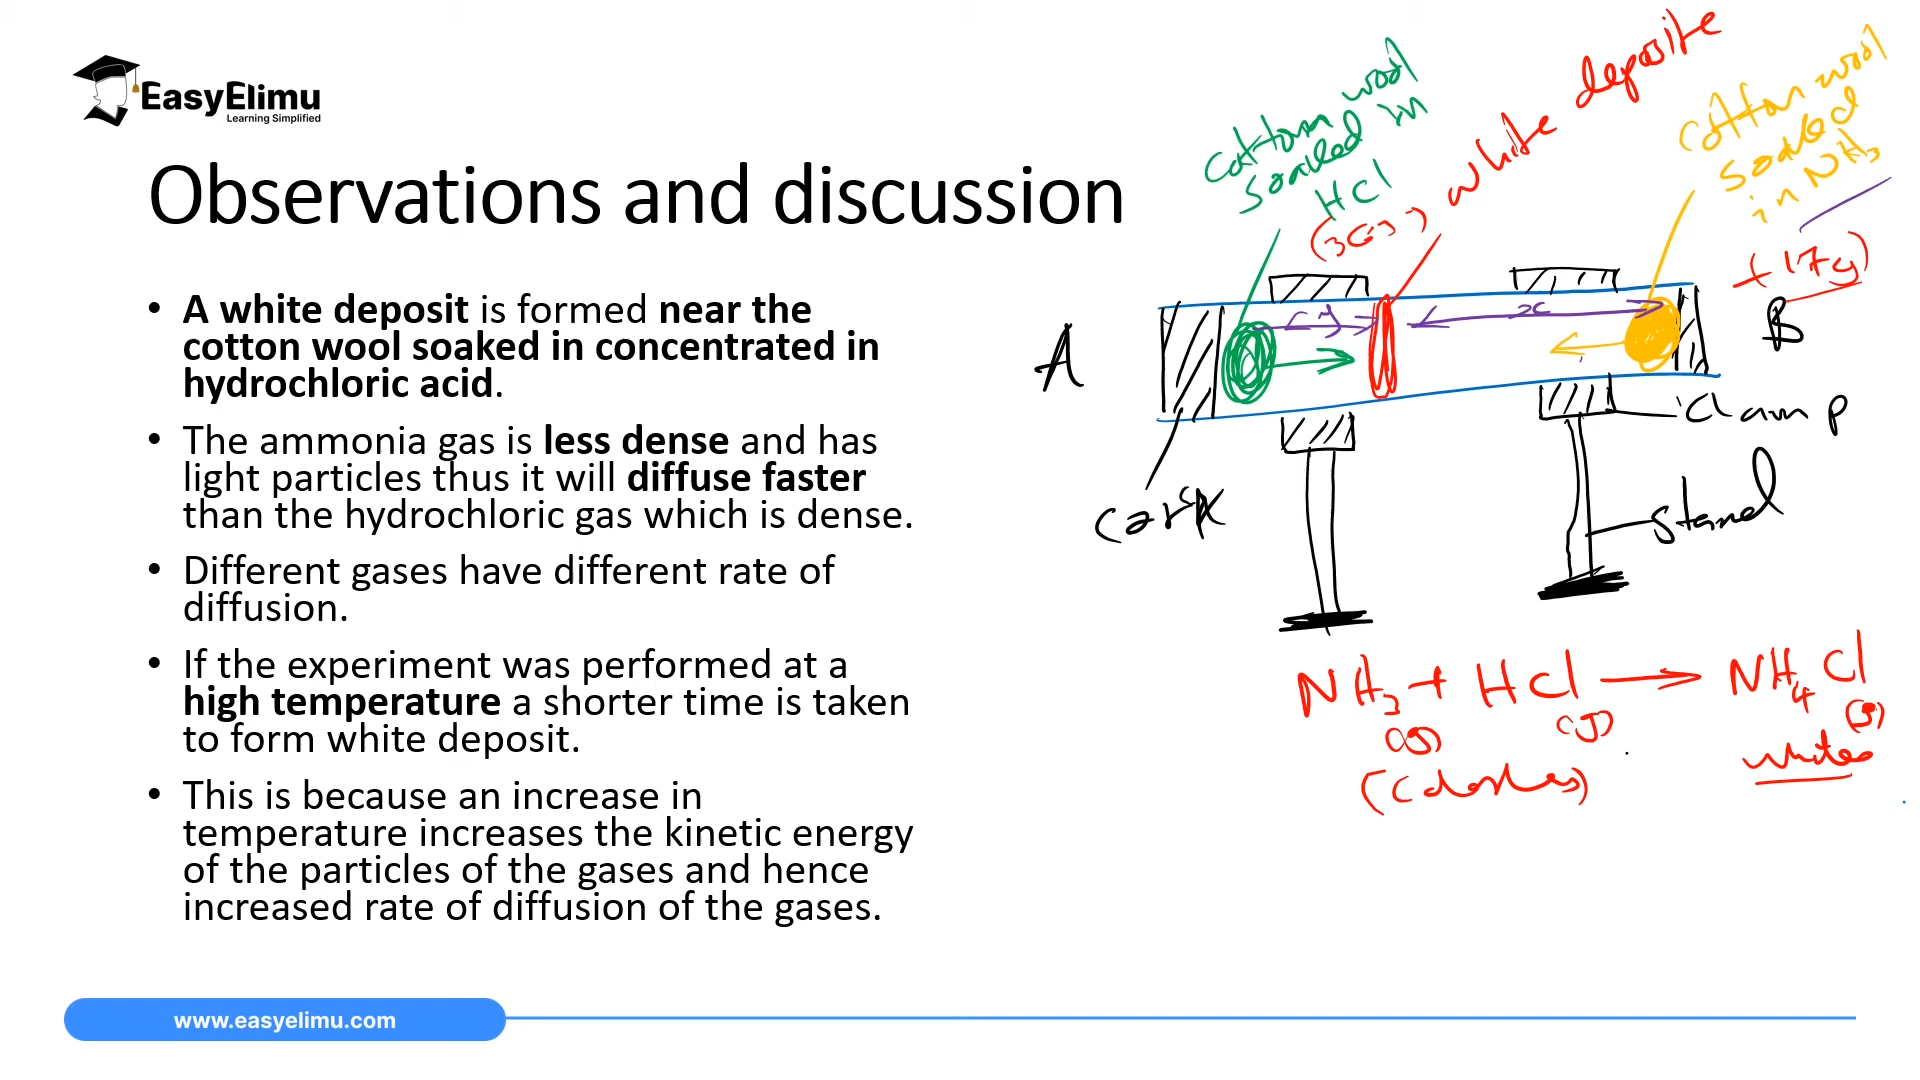 EasyElimu
Learning Simplified
Observations and discussion
• A white deposit is formed near the
cotton wool soaked in concentrated in
hydrochloric acid.
• The ammonia gas is less dense and has
light particles thus it will diffuse faster
than the hydrochloric gas which is dense.
• Different gases have different rate of
diffusion.
• If the experiment was performed at a
high temperature a shorter time is taken
to form white deposit.
• This is because an increase in
temperature increases the kinetic energy
of the particles of the gases and hence
increased rate of diffusion of the gases.
cotton wool
soaked in
HCl
white deposite
cotton wool
soaked
in NH₃
(17g)
A
y
x
B
clamp
cork
stand
NH₃ + HCl → NH₄Cl
(g) (g) (s)
white
www.easyelimu.com